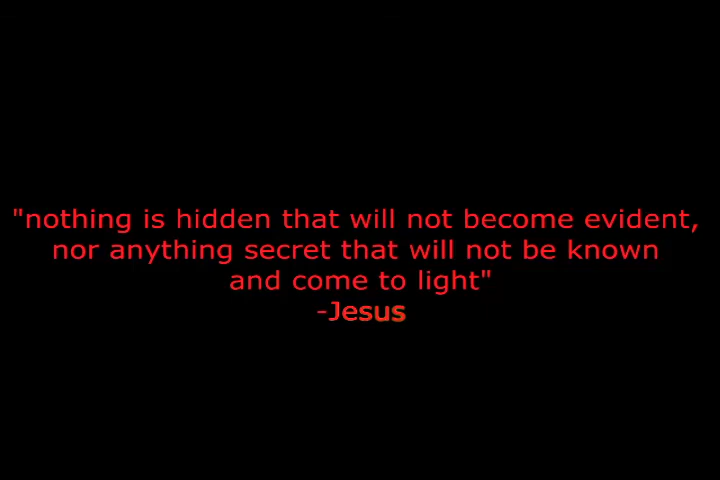 "nothing is hidden that will not become evident,
nor anything secret that will not be known
and come to light"
-Jesus